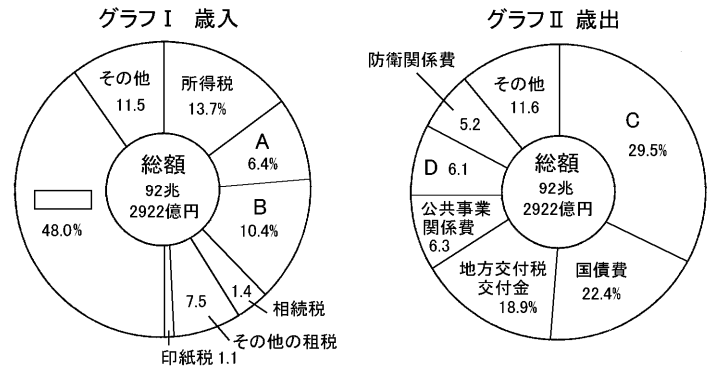 グラフⅠ 歳入
その他
11.5
所得税
13.7%
A
6.4%
B
10.4%
1.4
相続税
7.5
その他の租税
印紙税 1.1
48.0%
総額
92兆
2922億円
グラフⅡ 歳出
防衛関係費
5.2
その他
11.6
C
29.5%
国債費
22.4%
地方交付税
交付金
18.9%
公共事業
関係費
6.3
D 6.1
総額
92兆
2922億円